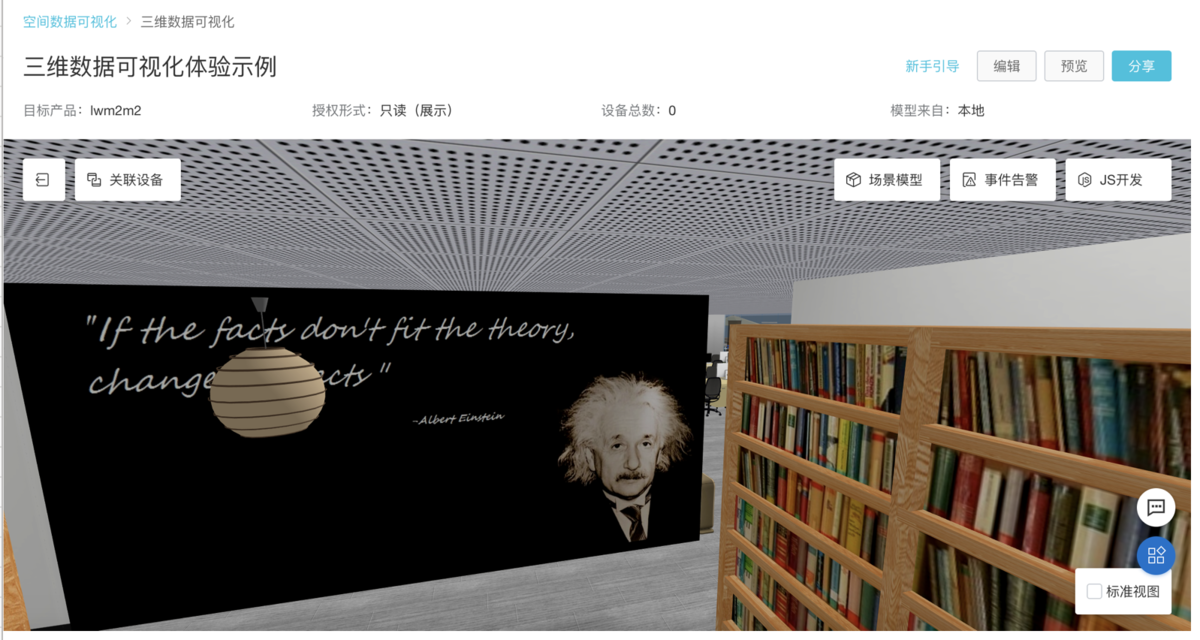 空间数据可视化 > 三维数据可视化
三维数据可视化体验示例
新手引导
编辑
预览
分享
目标产品：lwm2m2
授权形式：只读（展示）
设备总数：0
模型来自：本地
关联设备
场景模型
事件告警
JS开发
"If the facts don't fit the theory,
change cts"
-Albert Einstein
标准视图